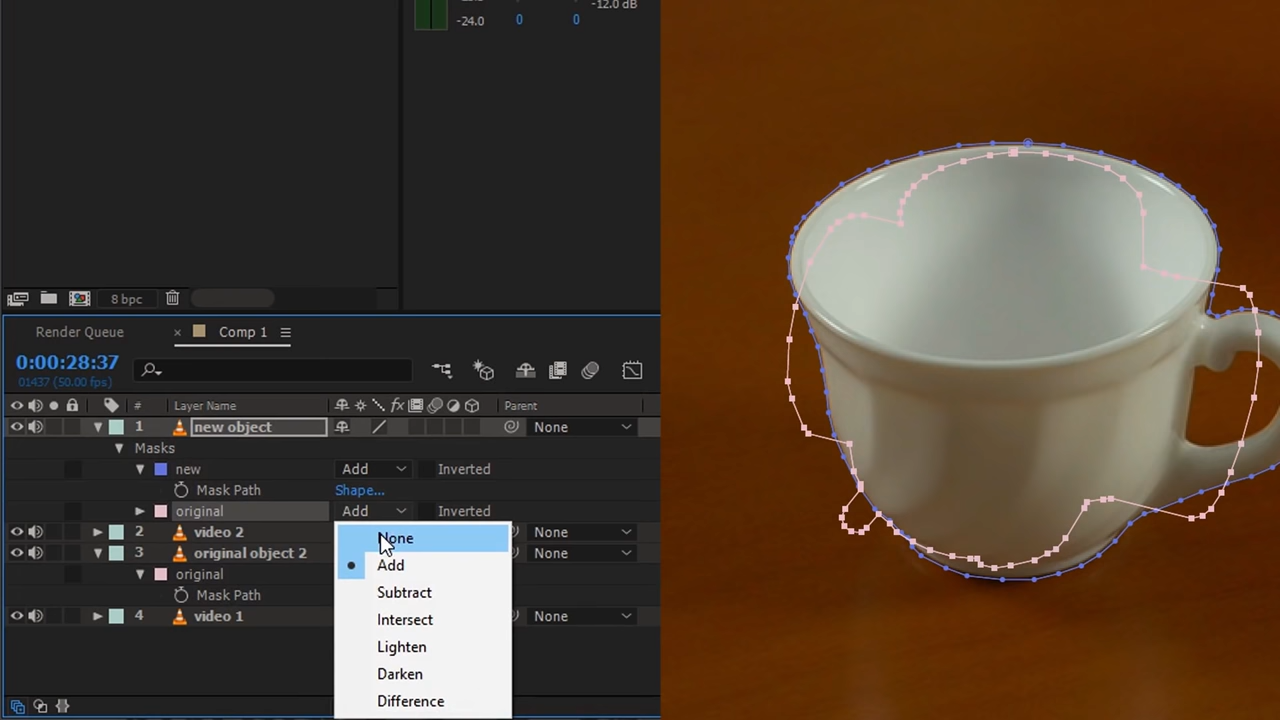 -12.0 dB
-24.0 0 0
8 bpc
Render Queue × Comp 1
0:00:28:37
01437 (50.00 fps)
# Layer Name fx Parent
1 new object None
Masks
new Add Inverted
Mask Path Shape...
original Add Inverted
2 video 2 None
3 original object 2 None
original
Mask Path
4 video 1 None
None
Add
Subtract
Intersect
Lighten
Darken
Difference